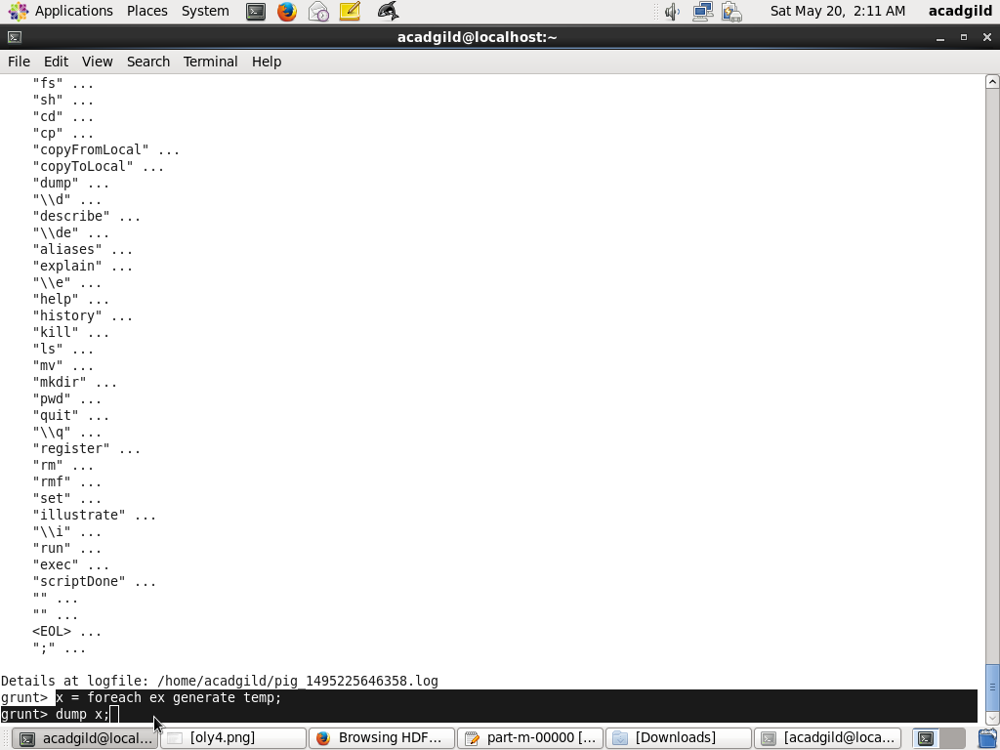 Applications Places System Sat May 20, 2:11 AM acadgild
acadgild@localhost:~
File Edit View Search Terminal Help
"fs" ...
"sh" ...
"cd" ...
"cp" ...
"copyFromLocal" ...
"copyToLocal" ...
"dump" ...
"\\d" ...
"describe" ...
"\\de" ...
"aliases" ...
"explain" ...
"\\e" ...
"help" ...
"history" ...
"kill" ...
"ls" ...
"mv" ...
"mkdir" ...
"pwd" ...
"quit" ...
"\\q" ...
"register" ...
"rm" ...
"rmf" ...
"set" ...
"illustrate" ...
"\\i" ...
"run" ...
"exec" ...
"scriptDone" ...
"" ...
"" ...
<EOL> ...
";" ...
Details at logfile: /home/acadgild/pig_1495225646358.log
grunt> x = foreach ex generate temp;
grunt> dump x;
acadgild@local... [oly4.png] Browsing HDF... part-m-00000 [... [Downloads] [acadgild@loca...